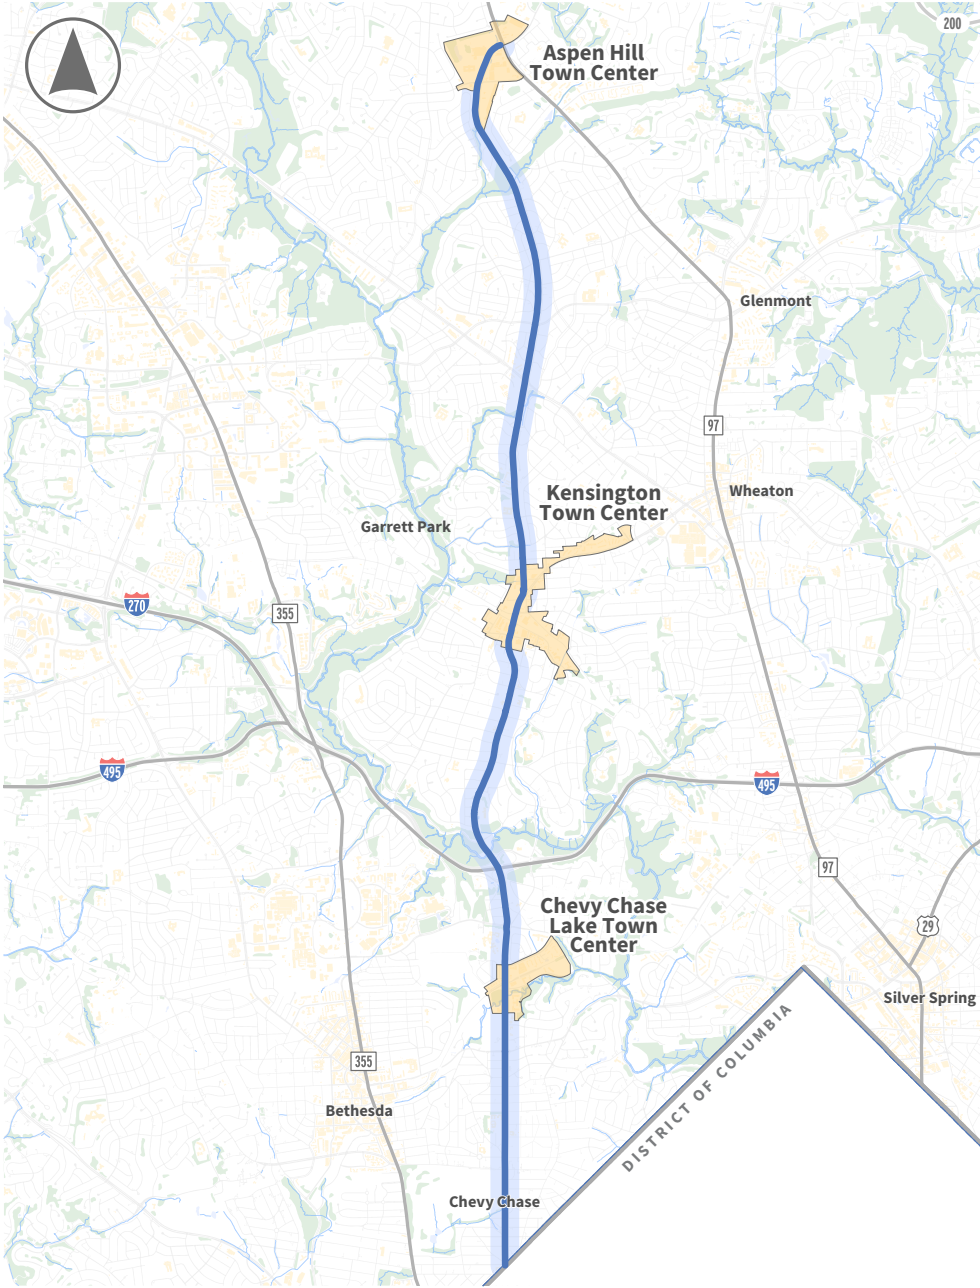 200
Aspen Hill
Town Center
Glenmont
97
Kensington
Town Center
Wheaton
Garrett Park
270
355
495
495
97
Chevy Chase
Lake Town
Center
29
Silver Spring
DISTRICT OF COLUMBIA
355
Bethesda
Chevy Chase